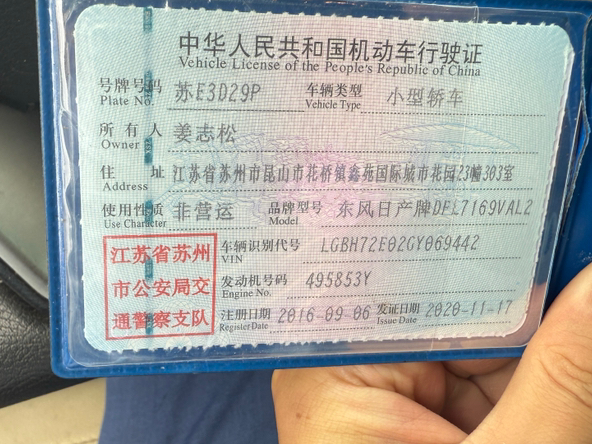 中华人民共和国机动车行驶证
Vehicle License of the People's Republic of China
号牌号码 苏E3D29P 车辆类型 小型轿车
Plate No. Vehicle Type
所有人 姜志松
Owner
住址 江苏省苏州市昆山市花桥镇鑫苑国际城市花园23幢303室
Address
使用性质 非营运 品牌型号 东风日产牌DFL7169VAL2
Use Character Model
江苏省苏州
市公安局交
通警察支队
车辆识别代号 LGBH72E02GY069442
VIN
发动机号码 495853Y
Engine No.
注册日期 2016-09-06 发证日期 2020-11-17
Register Date Issue Date